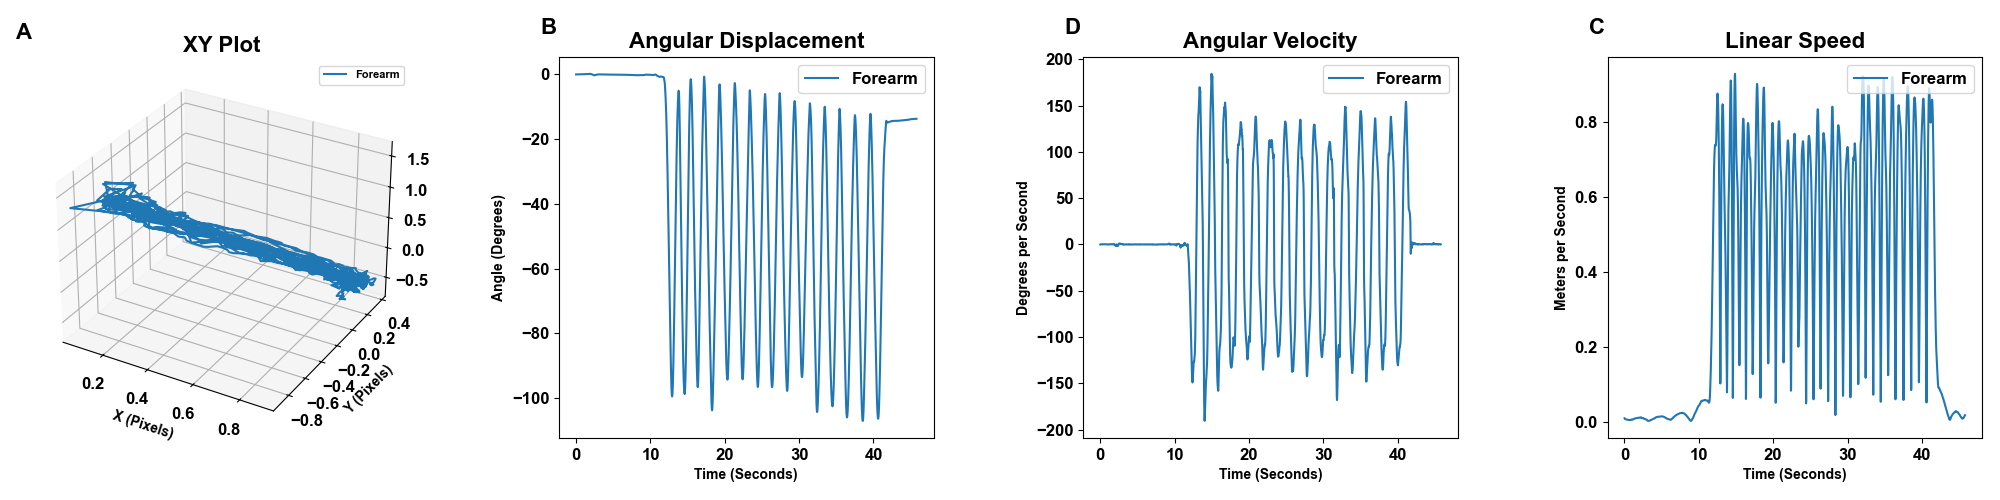 A
XY Plot
Forearm
1.5
1.0
0.5
0.0
−0.5
0.4
0.2
0.0
−0.2
−0.4
−0.6
−0.8
Y (Pixels)
0.2
0.4
0.6
0.8
X (Pixels)
B
Angular Displacement
Forearm
0
−20
−40
−60
−80
−100
Angle (Degrees)
0
10
20
30
40
Time (Seconds)
D
Angular Velocity
Forearm
200
150
100
50
0
−50
−100
−150
−200
Degrees per Second
0
10
20
30
40
Time (Seconds)
C
Linear Speed
Forearm
0.8
0.6
0.4
0.2
0.0
Meters per Second
0
10
20
30
40
Time (Seconds)